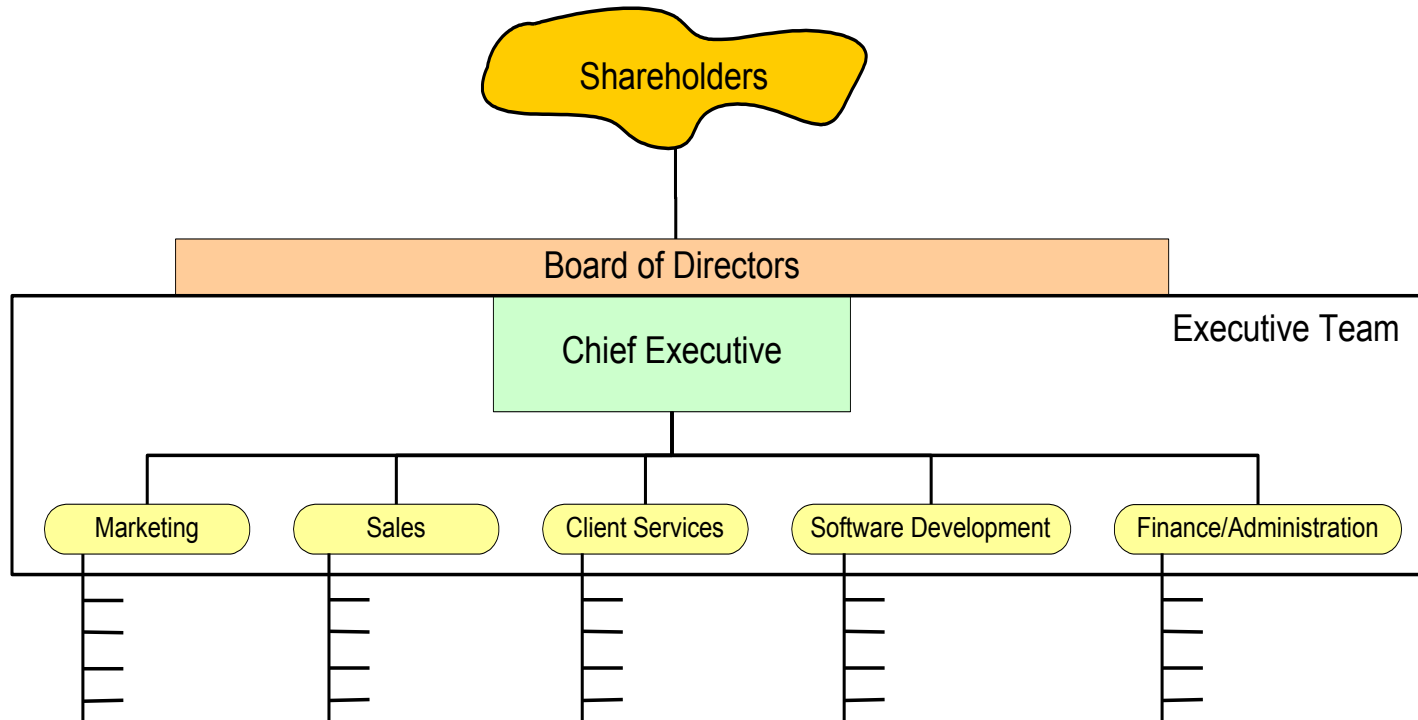 Shareholders
Board of Directors
Executive Team
Chief Executive
Marketing
Sales
Client Services
Software Development
Finance/Administration